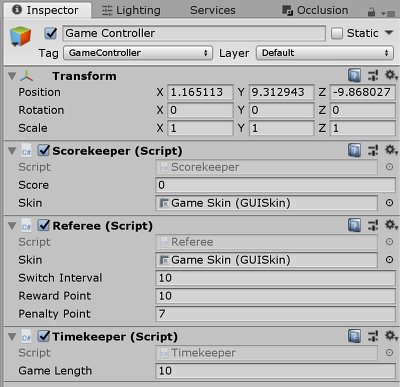 Inspector Lighting Services Occlusion
Game Controller Static
Tag GameController Layer Default
Transform
Position X 1.165113 Y 9.312943 Z -9.868027
Rotation X 0 Y 0 Z 0
Scale X 1 Y 1 Z 1
C# Scorekeeper (Script)
Script Scorekeeper
Score 0
Skin Game Skin (GUISkin)
C# Referee (Script)
Script Referee
Skin Game Skin (GUISkin)
Switch Interval 10
Reward Point 10
Penalty Point 7
C# Timekeeper (Script)
Script Timekeeper
Game Length 10